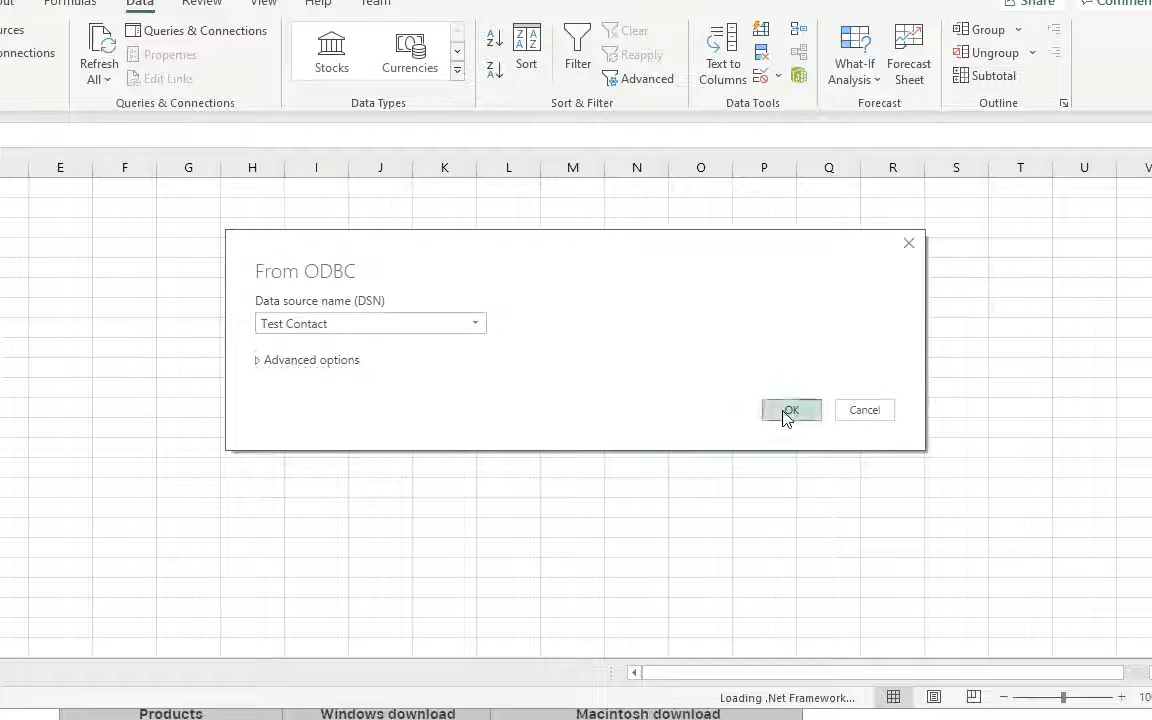 Formulas Data Review View Help Team Share
Queries & Connections
Properties
Edit Links
Refresh
All
Queries & Connections
Stocks
Currencies
Data Types
Sort
Filter
Clear
Reapply
Advanced
Sort & Filter
Text to
Columns
Data Tools
What-If
Analysis
Forecast
Sheet
Forecast
Group
Ungroup
Subtotal
Outline
E F G H I J K L M N O P Q R S T U V
From ODBC
Data source name (DSN)
Test Contact
Advanced options
OK
Cancel
Loading .Net Framework...
Products Windows download Macintosh download